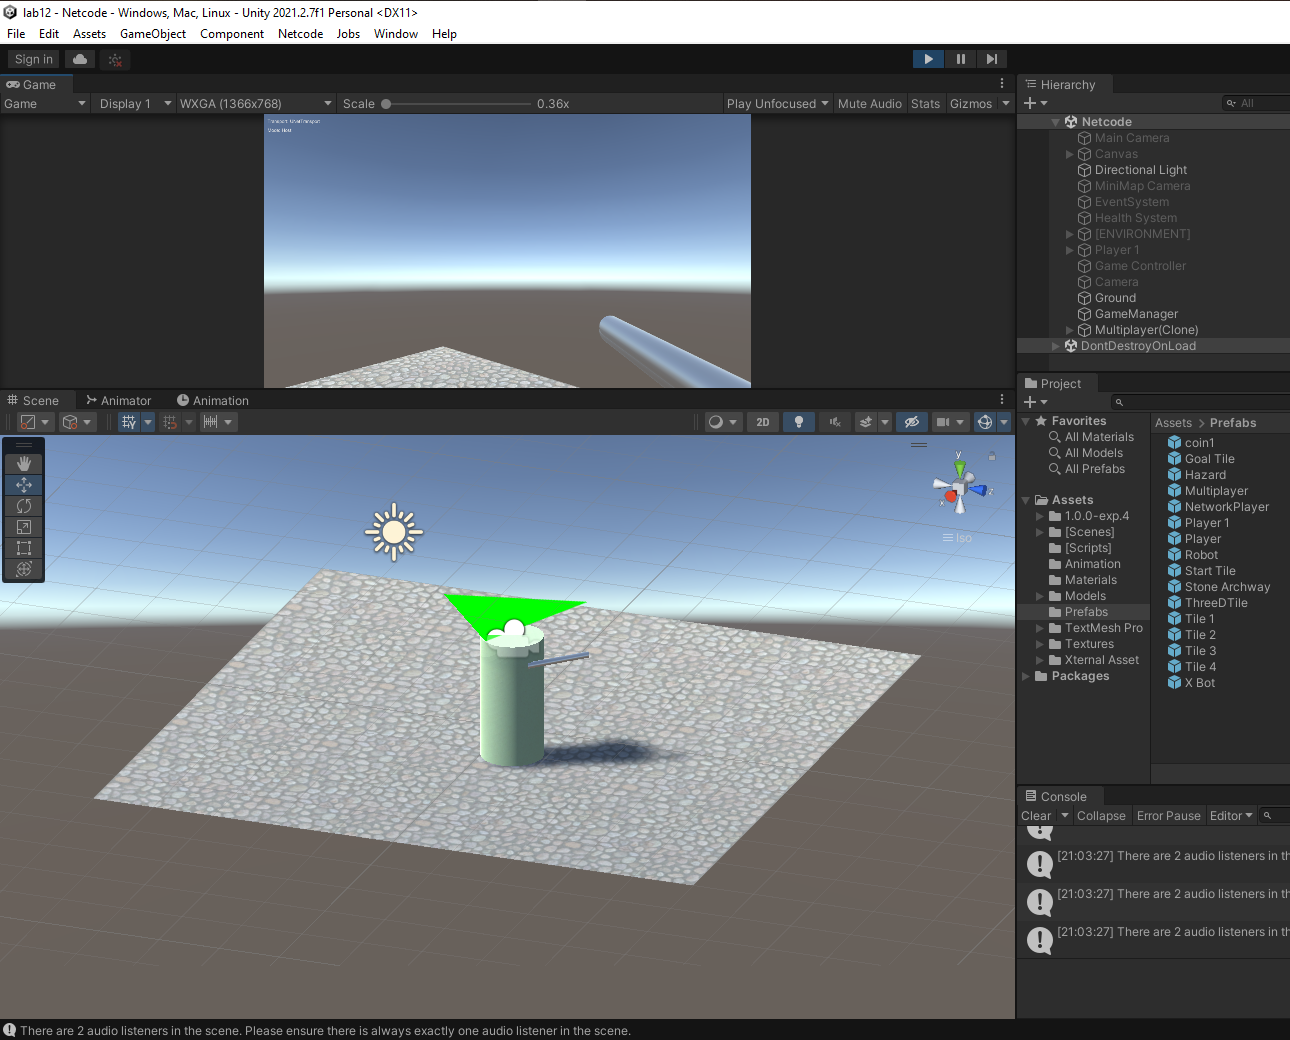 lab12 - Netcode - Windows, Mac, Linux - Unity 2021.2.7f1 Personal <DX11>
File Edit Assets GameObject Component Netcode Jobs Window Help
Sign in
Game
Game Display 1 WXGA (1366x768) Scale 0.36x Play Unfocused Mute Audio Stats Gizmos
Transport: UNetTransport
Mode: Host
Hierarchy
All
Netcode
Main Camera
Canvas
Directional Light
MiniMap Camera
EventSystem
Health System
[ENVIRONMENT]
Player 1
Game Controller
Camera
Ground
GameManager
Multiplayer(Clone)
DontDestroyOnLoad
Scene Animator Animation
2D
y
z
x
Iso
Project
Favorites
All Materials
All Models
All Prefabs
Assets
1.0.0-exp.4
[Scenes]
[Scripts]
Animation
Materials
Models
Prefabs
TextMesh Pro
Textures
Xternal Asset
Packages
Assets > Prefabs
coin1
Goal Tile
Hazard
Multiplayer
NetworkPlayer
Player 1
Player
Robot
Start Tile
Stone Archway
ThreeDTile
Tile 1
Tile 2
Tile 3
Tile 4
X Bot
Console
Clear Collapse Error Pause Editor
[21:03:27] There are 2 audio listeners in th
[21:03:27] There are 2 audio listeners in th
[21:03:27] There are 2 audio listeners in th
There are 2 audio listeners in the scene. Please ensure there is always exactly one audio listener in the scene.